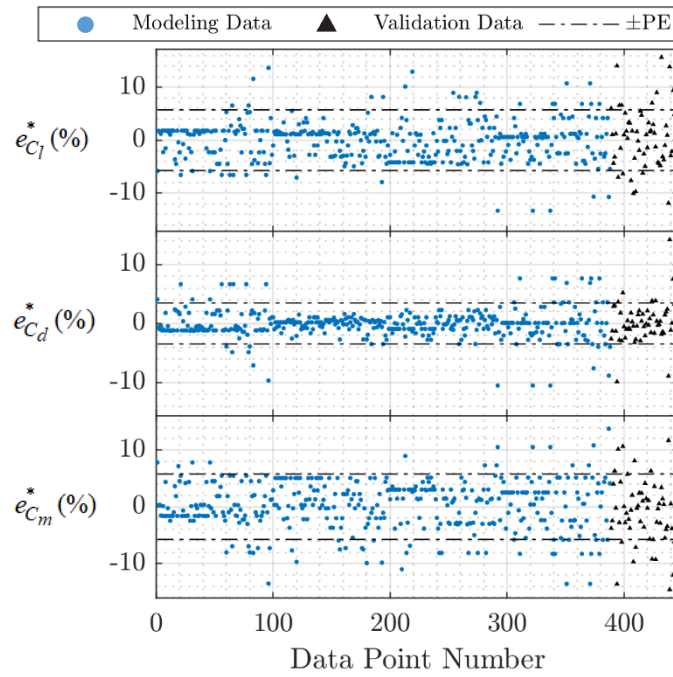 Modeling Data Validation Data ±PE
10
0
-10
e*Cl (%)
10
0
-10
e*Cd (%)
10
0
-10
e*Cm (%)
0 100 200 300 400
Data Point Number